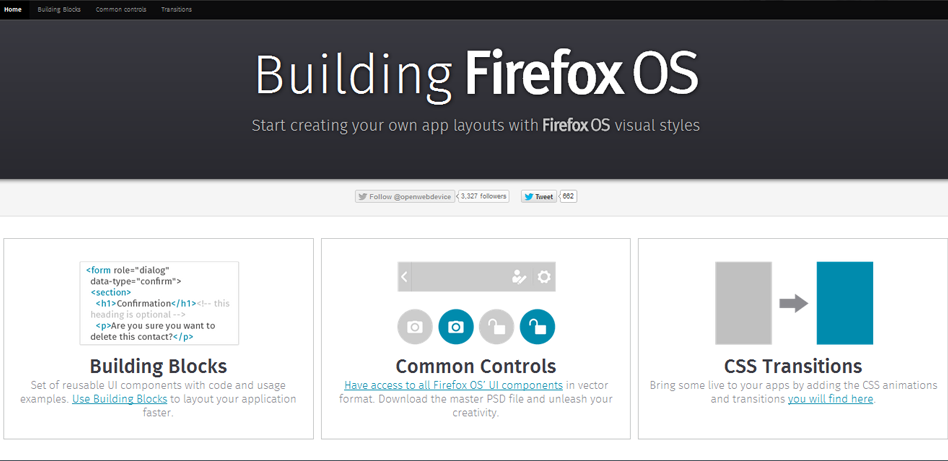 Home Building Blocks Common controls Transitions
Building Firefox OS
Start creating your own app layouts with Firefox OS visual styles
Follow @openwebdevice 3,327 followers Tweet 662
<form role="dialog"
data-type="confirm">
<section>
<h1>Confirmation</h1><!-- this
heading is optional -->
<p>Are you sure you want to
delete this contact?</p>
Building Blocks
Set of reusable UI components with code and usage
examples. Use Building Blocks to layout your application
faster.
Common Controls
Have access to all Firefox OS' UI components in vector
format. Download the master PSD file and unleash your
creativity.
CSS Transitions
Bring some live to your apps by adding the CSS animations
and transitions you will find here.